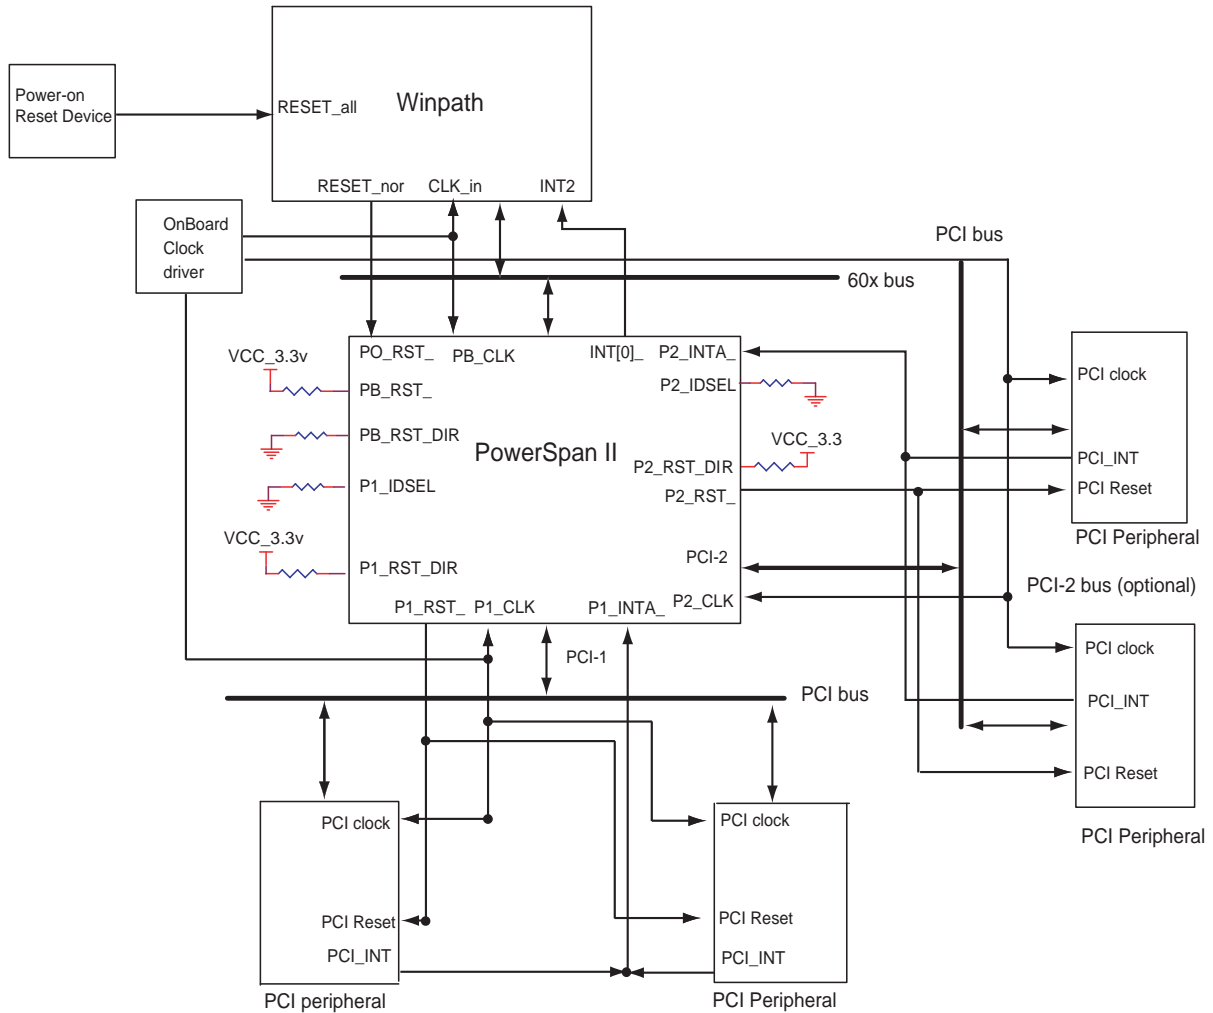 Power-on
Reset Device
RESET_all
Winpath
RESET_nor
CLK_in
INT2
OnBoard
Clock
driver
PCI bus
60x bus
VCC_3.3v
PO_RST_
PB_CLK
INT[0]_
P2_INTA_
PCI clock
PB_RST_
P2_IDSEL
PB_RST_DIR
PowerSpan II
VCC_3.3
P2_RST_DIR
PCI_INT
P1_IDSEL
P2_RST_
PCI Reset
PCI Peripheral
VCC_3.3v
P1_RST_DIR
PCI-2
PCI-2 bus (optional)
P1_RST_
P1_CLK
P1_INTA_
P2_CLK
PCI-1
PCI clock
PCI bus
PCI_INT
PCI Reset
PCI Peripheral
PCI clock
PCI clock
PCI Reset
PCI Reset
PCI_INT
PCI_INT
PCI peripheral
PCI Peripheral